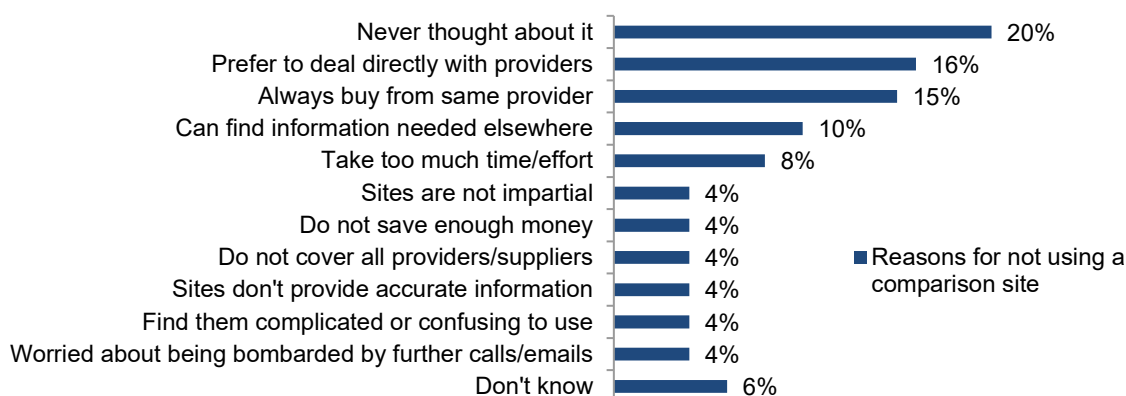 Never thought about it 20%
Prefer to deal directly with providers 16%
Always buy from same provider 15%
Can find information needed elsewhere 10%
Take too much time/effort 8%
Sites are not impartial 4%
Do not save enough money 4%
Do not cover all providers/suppliers 4%
Sites don't provide accurate information 4%
Find them complicated or confusing to use 4%
Worried about being bombarded by further calls/emails 4%
Don't know 6%
Reasons for not using a
comparison site